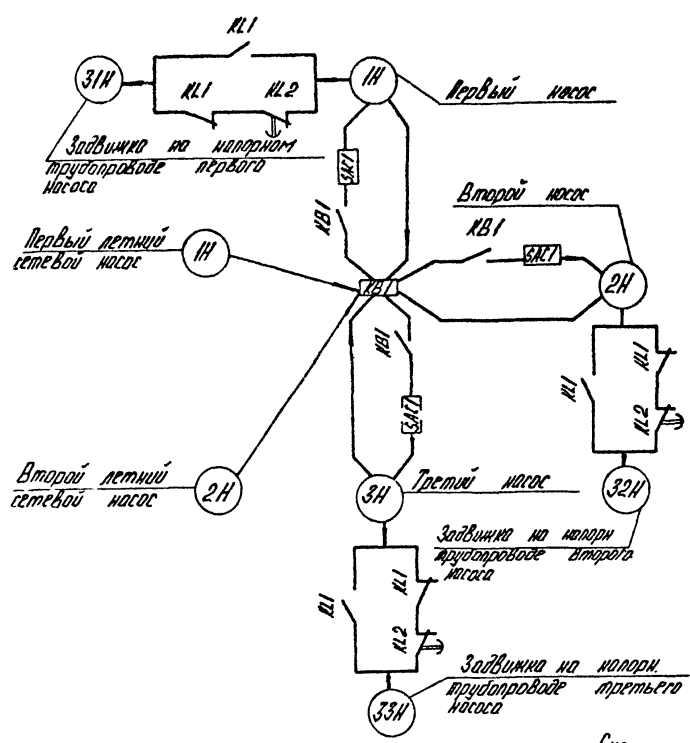 KL1
31Н
KL1
KL2
1Н
Первый насос
Задвижка на напорном
трубопроводе первого
насоса
SAC1
KB1
Второй насос
KB1
SAC1
2Н
Первый летний
сетевой насос
1Н
KB1
KB1
SAC1
KL1
KL1
KL2
Второй летний
сетевой насос
2Н
3Н
Третий насос
32Н
Задвижка на напорн
трубопроводе второго
насоса
KL1
KL1
KL2
Задвижка на напорн.
трубопроводе третьего
насоса
33Н